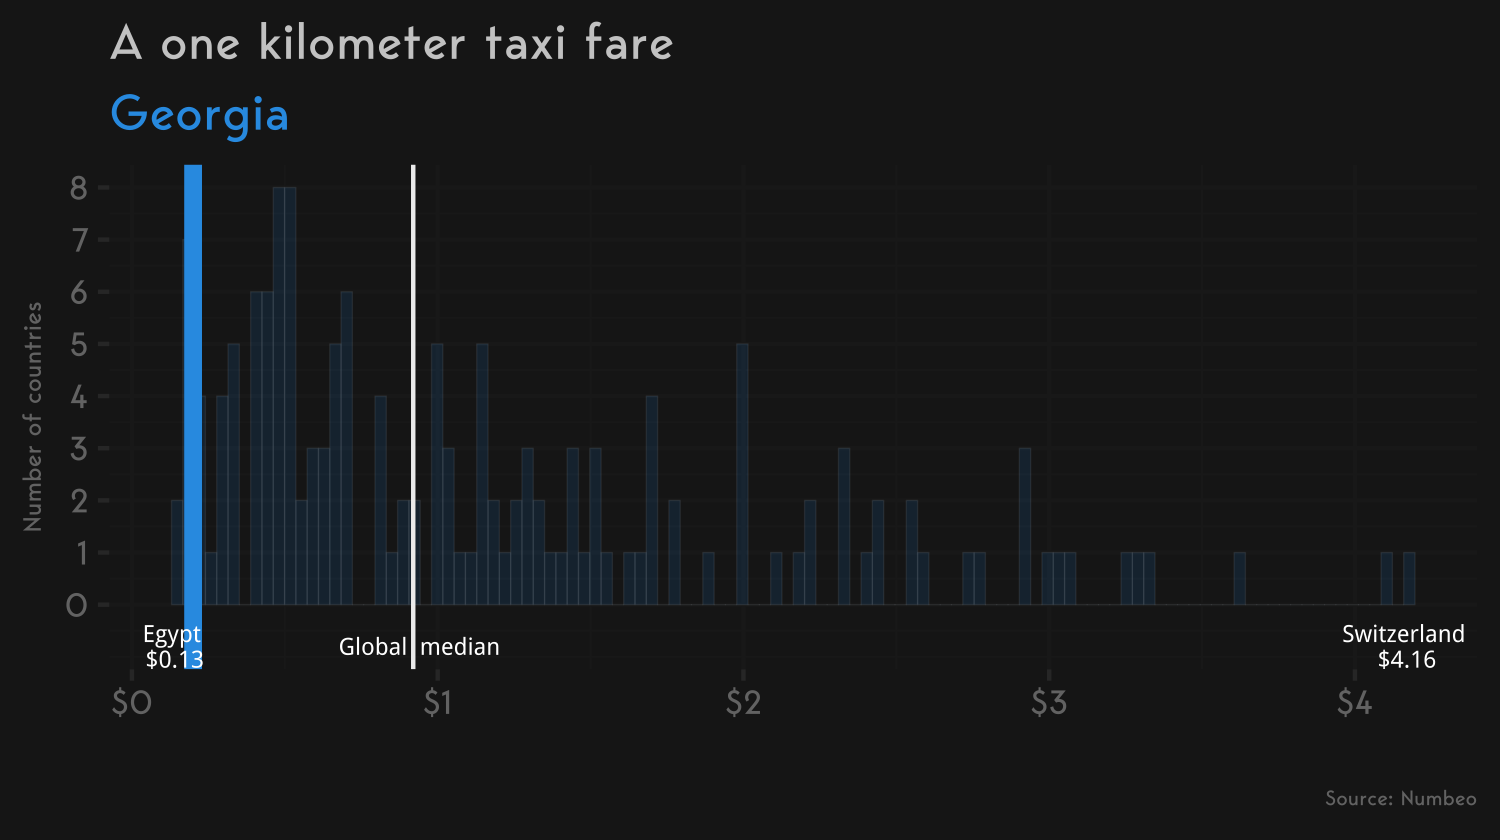 A one kilometer taxi fare
Georgia
Number of countries
8
7
6
5
4
3
2
1
0
Egypt
$0.13
Global median
Switzerland
$4.16
$0 $1 $2 $3 $4
Source: Numbeo